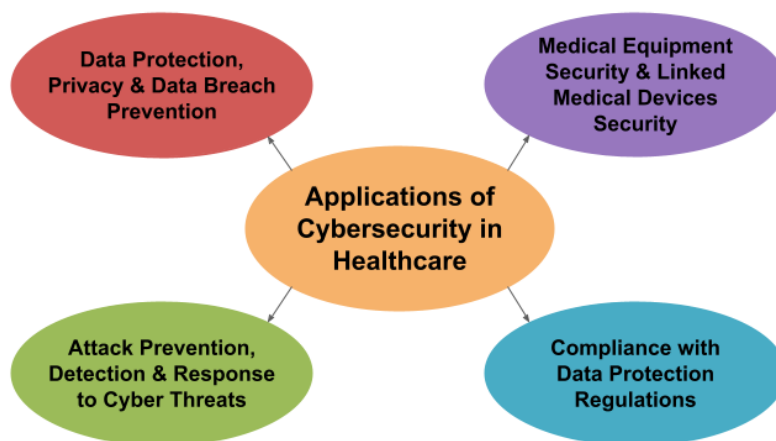 Data Protection,
Privacy & Data Breach
Prevention
Medical Equipment
Security & Linked
Medical Devices
Security
Applications of
Cybersecurity in
Healthcare
Attack Prevention,
Detection & Response
to Cyber Threats
Compliance with
Data Protection
Regulations